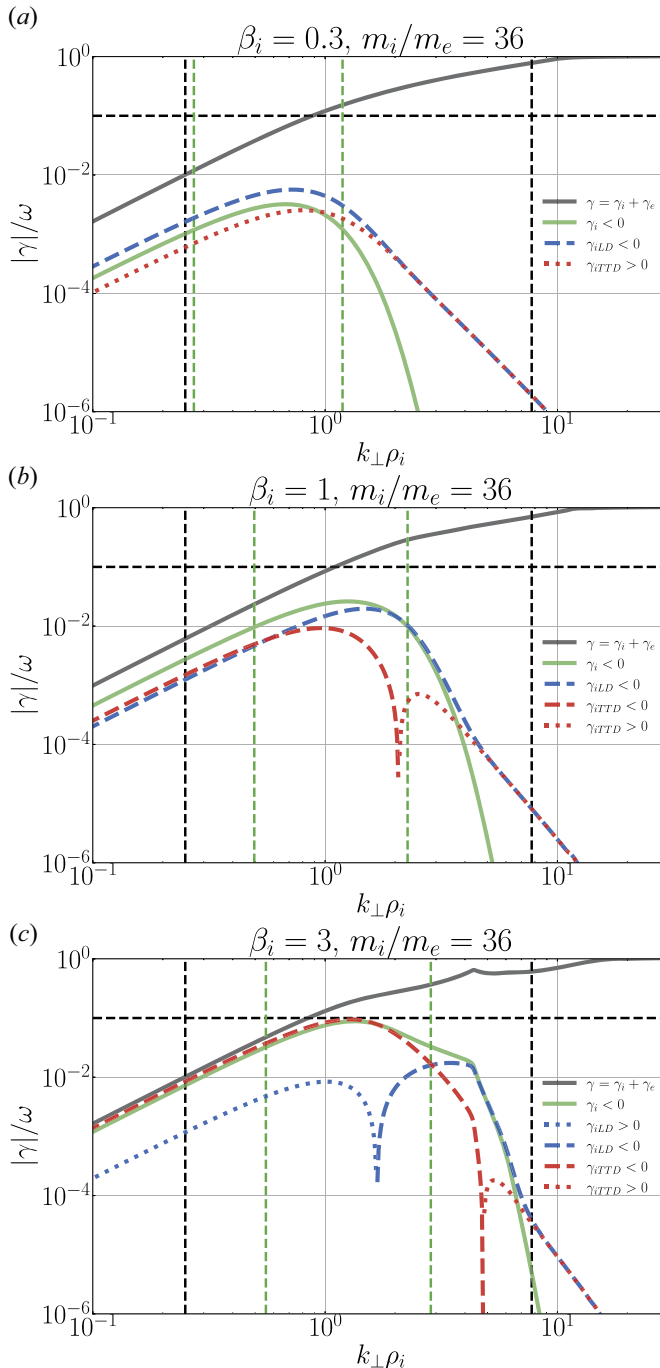 (a)
β_i = 0.3, m_i/m_e = 36
10^0
10^-2
10^-4
10^-6
|γ|/ω
γ = γ_i + γ_e
γ_i < 0
γ_iLD < 0
γ_iTTD > 0
10^-1
10^0
10^1
k_⊥ρ_i
(b)
β_i = 1, m_i/m_e = 36
10^0
10^-2
10^-4
10^-6
|γ|/ω
γ = γ_i + γ_e
γ_i < 0
γ_iLD < 0
γ_iTTD < 0
γ_iTTD > 0
10^-1
10^0
10^1
k_⊥ρ_i
(c)
β_i = 3, m_i/m_e = 36
10^0
10^-2
10^-4
10^-6
|γ|/ω
γ = γ_i + γ_e
γ_i < 0
γ_iLD > 0
γ_iLD < 0
γ_iTTD < 0
γ_iTTD > 0
10^-1
10^0
10^1
k_⊥ρ_i